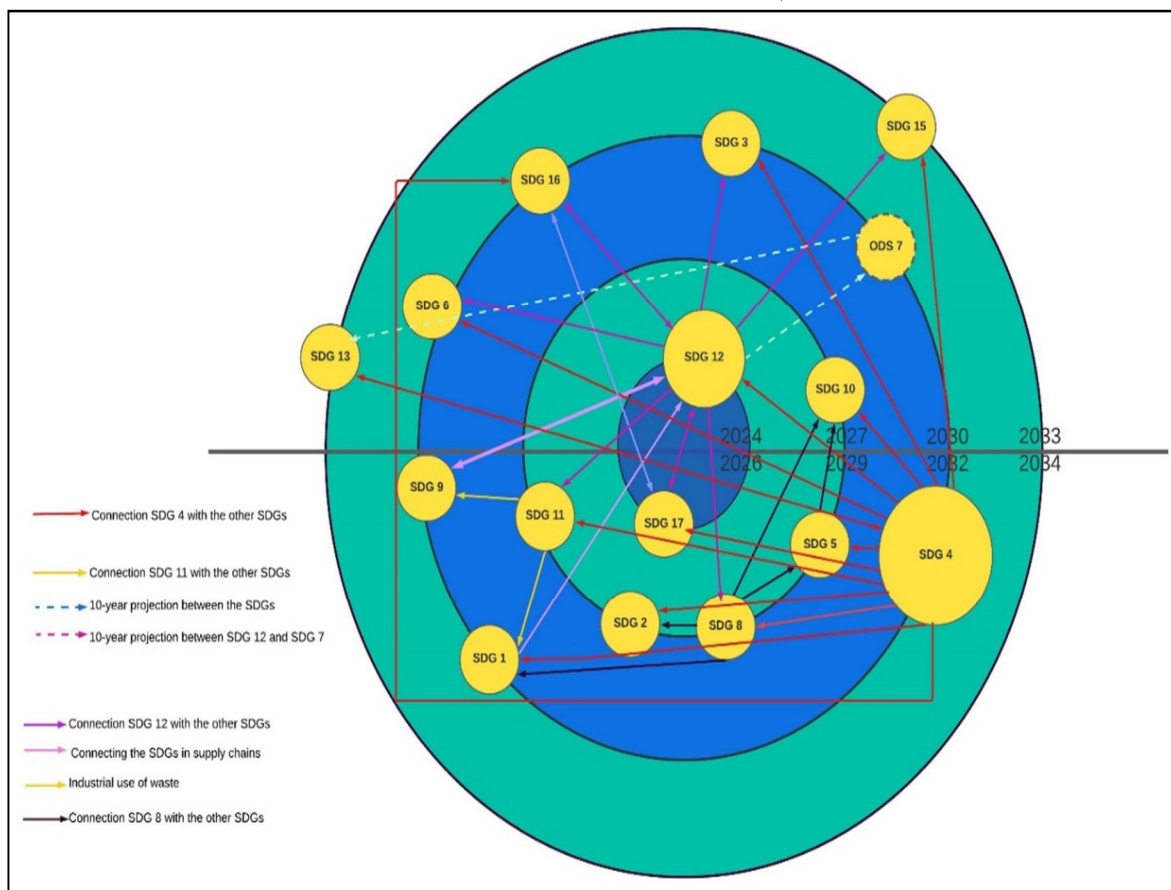 SDG 15
SDG 3
SDG 16
ODS 7
SDG 6
SDG 13
SDG 12
SDG 10
2024
2027
2030
2033
2026
2029
2032
2034
SDG 9
SDG 11
SDG 17
SDG 5
SDG 4
SDG 2
SDG 8
SDG 1
Connection SDG 4 with the other SDGs
Connection SDG 11 with the other SDGs
10-year projection between the SDGs
10-year projection between SDG 12 and SDG 7
Connection SDG 12 with the other SDGs
Connecting the SDGs in supply chains
Industrial use of waste
Connection SDG 8 with the other SDGs